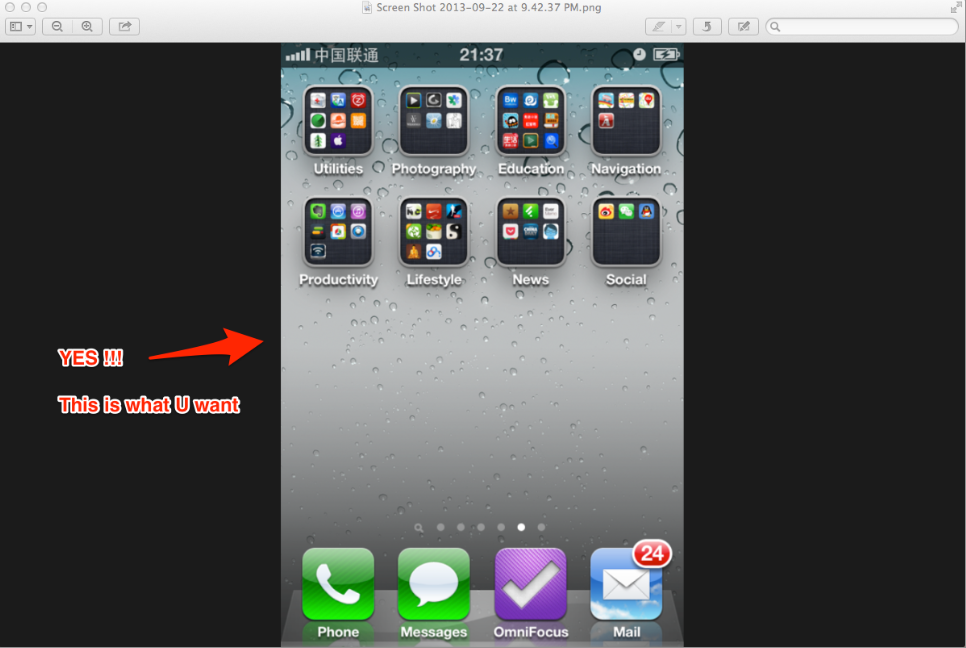 Screen Shot 2013-09-22 at 9.42.37 PM.png
中国联通 21:37
Utilities Photography Education Navigation
Productivity Lifestyle News Social
YES !!!
This is what U want
24
Phone Messages OmniFocus Mail